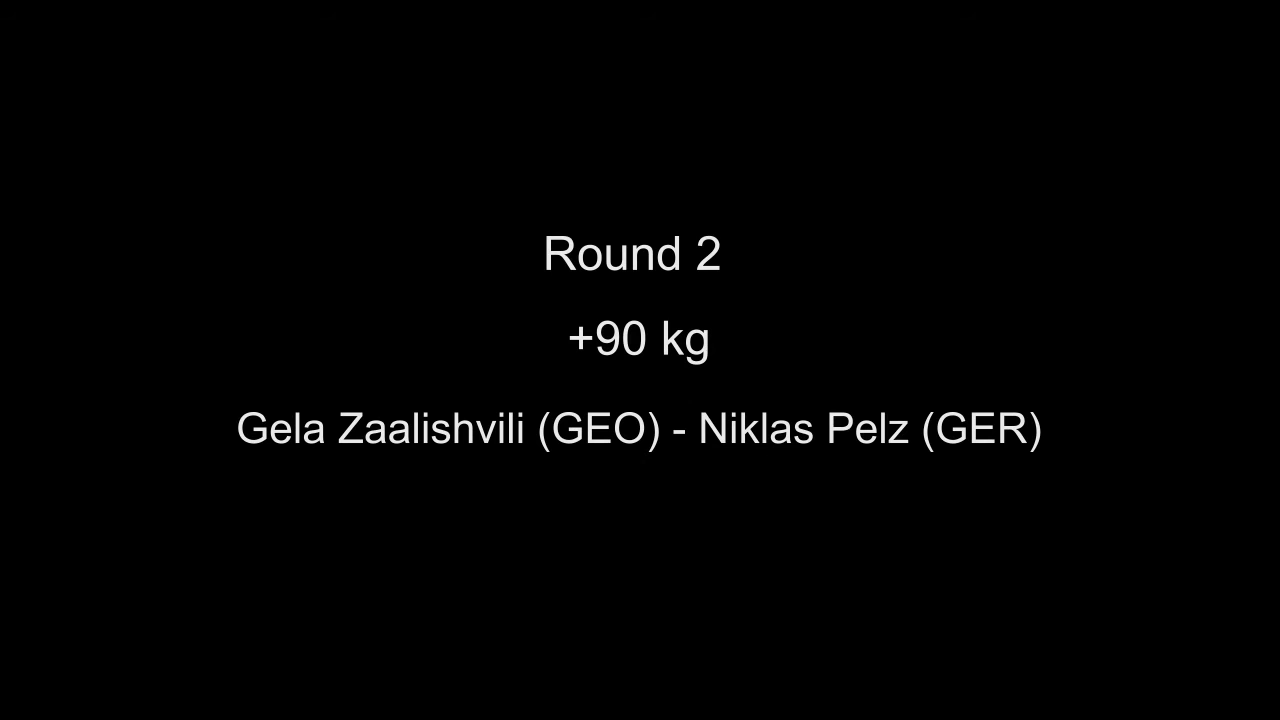 Round 2
+90 kg
Gela Zaalishvili (GEO) - Niklas Pelz (GER)